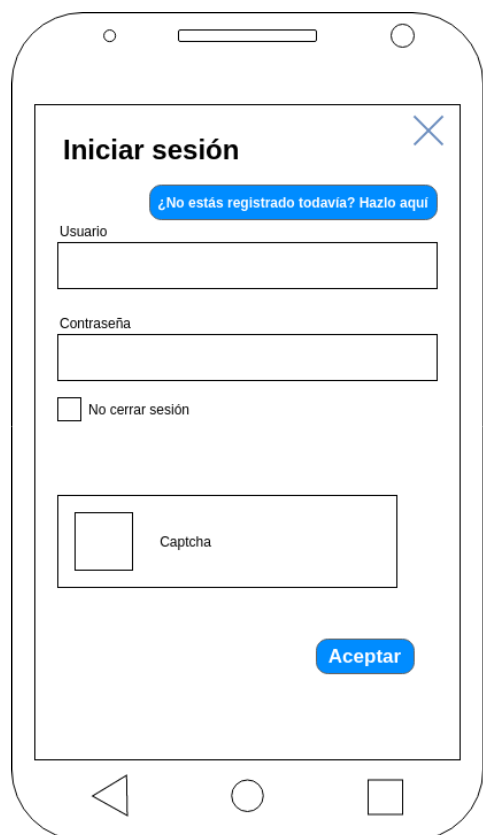 Iniciar sesión
¿No estás registrado todavía? Hazlo aquí
Usuario
Contraseña
No cerrar sesión
Captcha
Aceptar